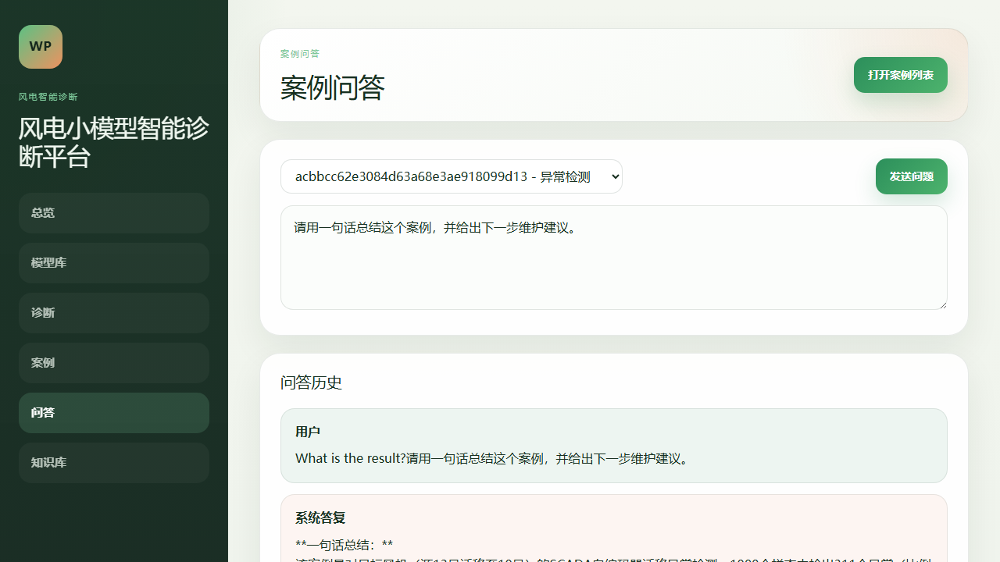 WP
风电智能诊断
风电小模型智能诊
断平台
总览
模型库
诊断
案例
问答
知识库
案例问答
案例问答
打开案例列表
acbbcc62e3084d63a68e3ae918099d13 - 异常检测
发送问题
请用一句话总结这个案例，并给出下一步维护建议。
问答历史
用户
What is the result?请用一句话总结这个案例，并给出下一步维护建议。
系统答复
**一句话总结：**